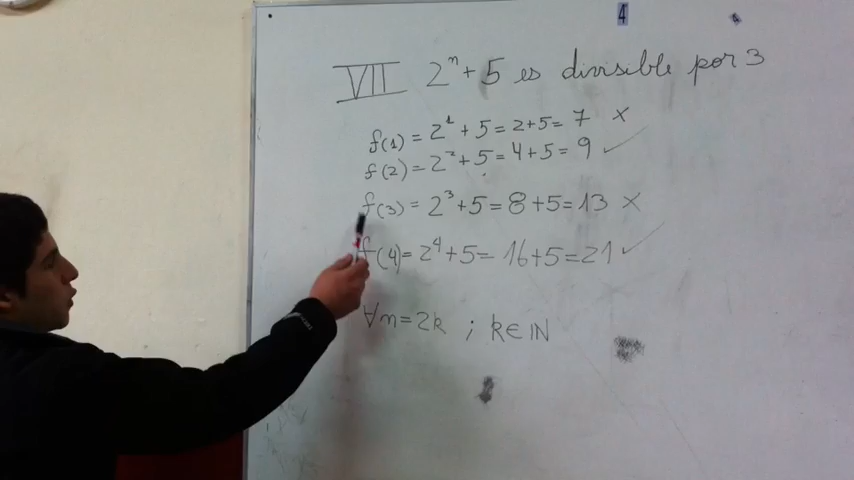 4
VII 2ⁿ + 5 es divisible por 3
f(1) = 2¹ + 5 = 2+5 = 7 X
f(2) = 2² + 5 = 4+5 = 9 ✓
f(3) = 2³ + 5 = 8+5 = 13 X
f(4) = 2⁴ + 5 = 16+5 = 21 ✓
∀n = 2k ; k ∈ IN